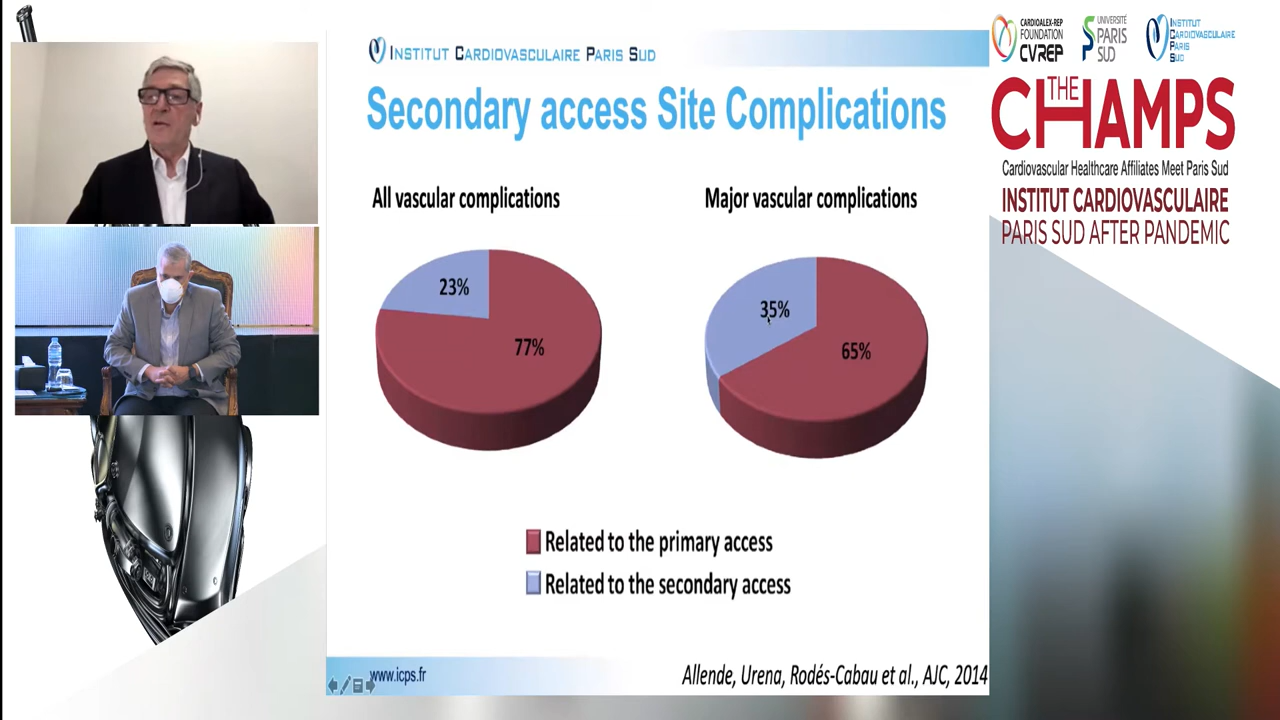 INSTITUT CARDIOVASCULAIRE PARIS SUD
Secondary access Site Complications
All vascular complications
Major vascular complications
23%
77%
35%
65%
Related to the primary access
Related to the secondary access
www.icps.fr
Allende, Urena, Rodés-Cabau et al., AJC, 2014
CARDIOALEX-REP
FOUNDATION
CVREP
UNIVERSITÉ
PARIS
SUD
INSTITUT
CARDIOVASCULAIRE
PARIS
SUD
THE
CHAMPS
Cardiovascular Healthcare Affiliates Meet Paris Sud
INSTITUT CARDIOVASCULAIRE
PARIS SUD AFTER PANDEMIC